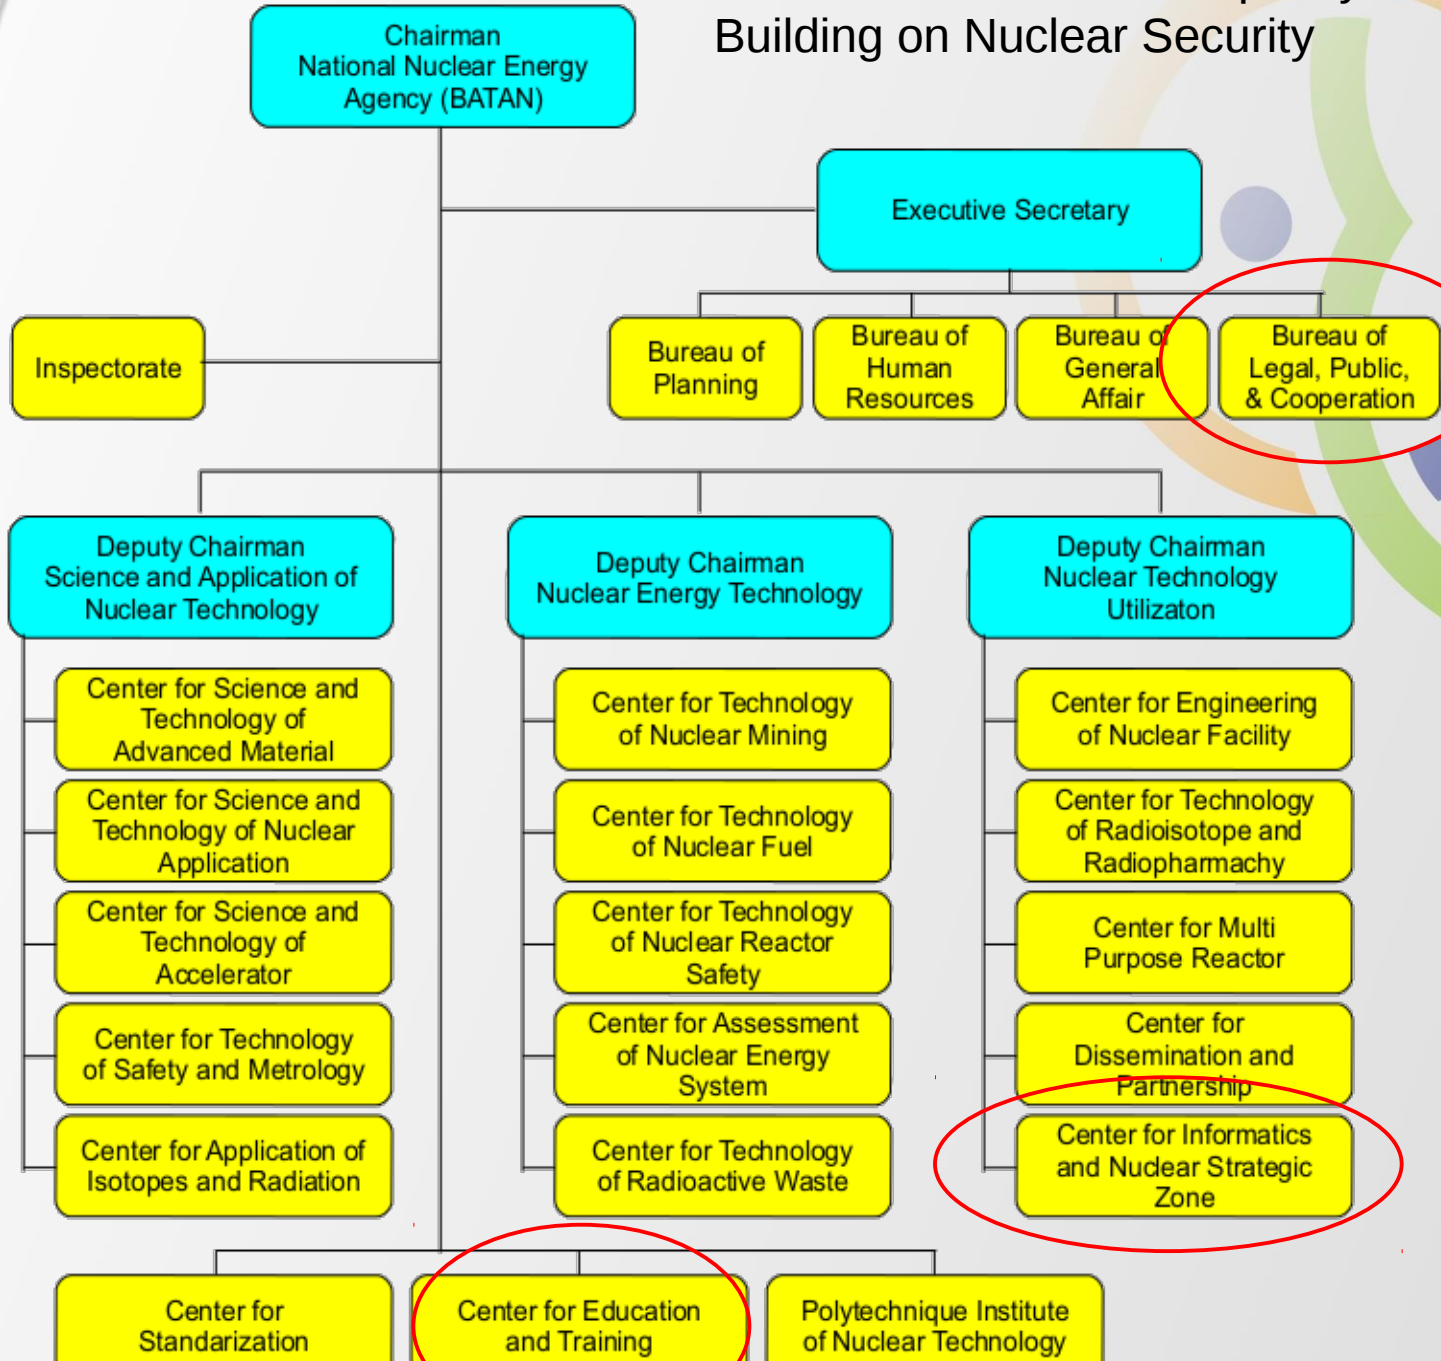 Building on Nuclear Security
Chairman
National Nuclear Energy
Agency (BATAN)
Executive Secretary
Inspectorate
Bureau of
Planning
Bureau of
Human
Resources
Bureau of
General
Affair
Bureau of
Legal, Public,
& Cooperation
Deputy Chairman
Science and Application of
Nuclear Technology
Deputy Chairman
Nuclear Energy Technology
Deputy Chairman
Nuclear Technology
Utilizaton
Center for Science and
Technology of
Advanced Material
Center for Science and
Technology of Nuclear
Application
Center for Science and
Technology of
Accelerator
Center for Technology
of Safety and Metrology
Center for Application of
Isotopes and Radiation
Center for Technology
of Nuclear Mining
Center for Technology
of Nuclear Fuel
Center for Technology
of Nuclear Reactor
Safety
Center for Assessment
of Nuclear Energy
System
Center for Technology
of Radioactive Waste
Center for Engineering
of Nuclear Facility
Center for Technology
of Radioisotope and
Radiopharmachy
Center for Multi
Purpose Reactor
Center for
Dissemination and
Partnership
Center for Informatics
and Nuclear Strategic
Zone
Center for
Standarization
Center for Education
and Training
Polytechnique Institute
of Nuclear Technology